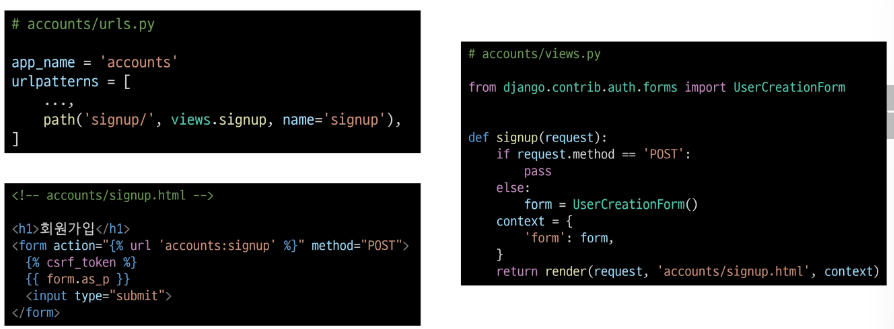 # accounts/urls.py
app_name = 'accounts'
urlpatterns = [
    ...,
    path('signup/', views.signup, name='signup'),
]
<!-- accounts/signup.html -->
<h1>회원가입</h1>
<form action="{% url 'accounts:signup' %}" method="POST">
  {% csrf_token %}
  {{ form.as_p }}
  <input type="submit">
</form>
# accounts/views.py
from django.contrib.auth.forms import UserCreationForm
def signup(request):
    if request.method == 'POST':
        pass
    else:
        form = UserCreationForm()
    context = {
        'form': form,
    }
    return render(request, 'accounts/signup.html', context)